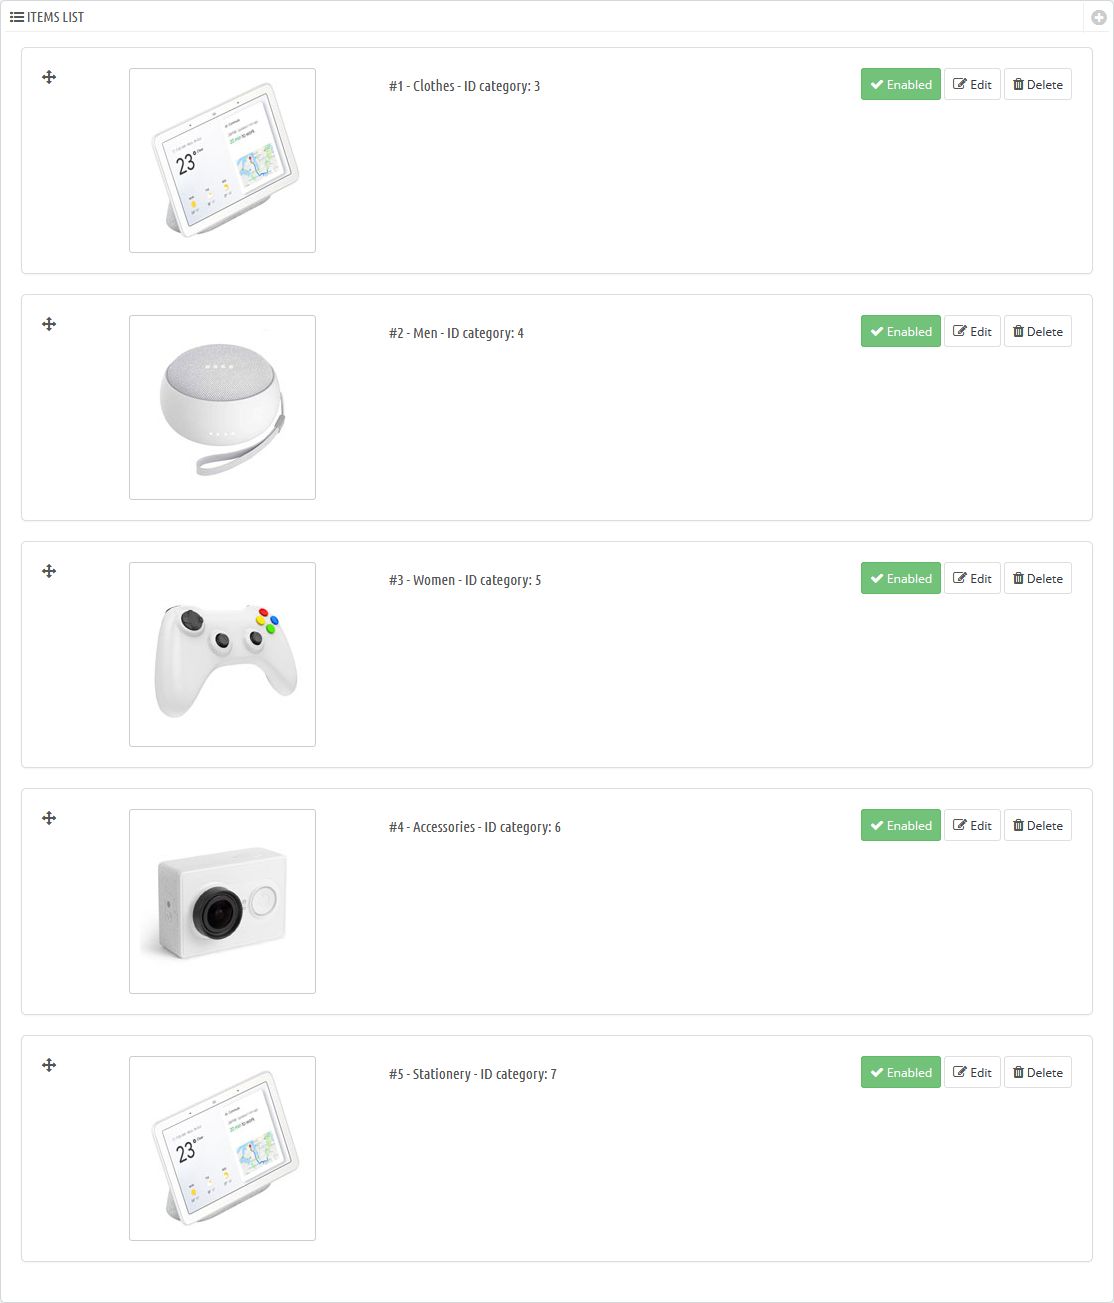 ITEMS LIST
#1 - Clothes - ID category: 3
Enabled Edit Delete
23°
#2 - Men - ID category: 4
Enabled Edit Delete
#3 - Women - ID category: 5
Enabled Edit Delete
#4 - Accessories - ID category: 6
Enabled Edit Delete
#5 - Stationery - ID category: 7
Enabled Edit Delete
23°